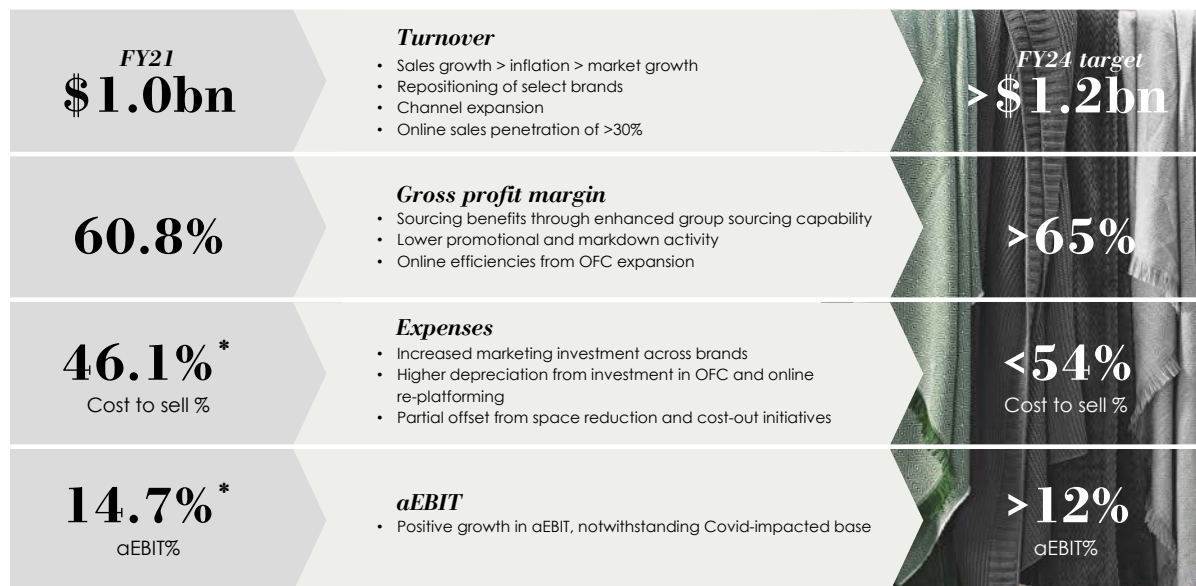 FY21
$1.0bn
Turnover
• Sales growth > inflation > market growth
• Repositioning of select brands
• Channel expansion
• Online sales penetration of >30%
FY24 target
>$1.2bn
60.8%
Gross profit margin
• Sourcing benefits through enhanced group sourcing capability
• Lower promotional and markdown activity
• Online efficiencies from OFC expansion
>65%
46.1%*
Cost to sell %
Expenses
• Increased marketing investment across brands
• Higher depreciation from investment in OFC and online
re-platforming
• Partial offset from space reduction and cost-out initiatives
<54%
Cost to sell %
14.7%*
aEBIT%
aEBIT
• Positive growth in aEBIT, notwithstanding Covid-impacted base
>12%
aEBIT%